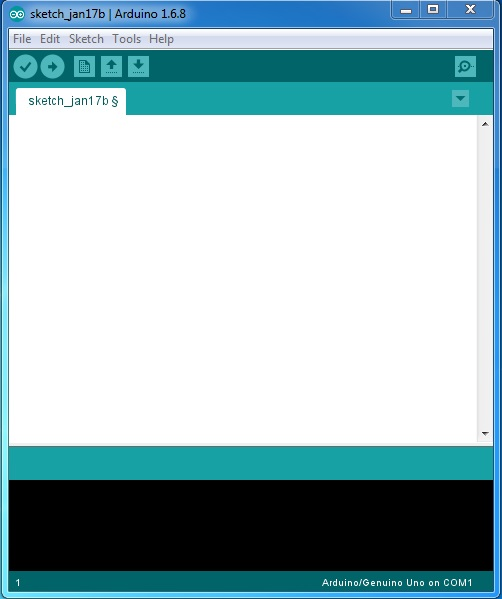 sketch_jan17b | Arduino 1.6.8
File Edit Sketch Tools Help
sketch_jan17b §
1 Arduino/Genuino Uno on COM1